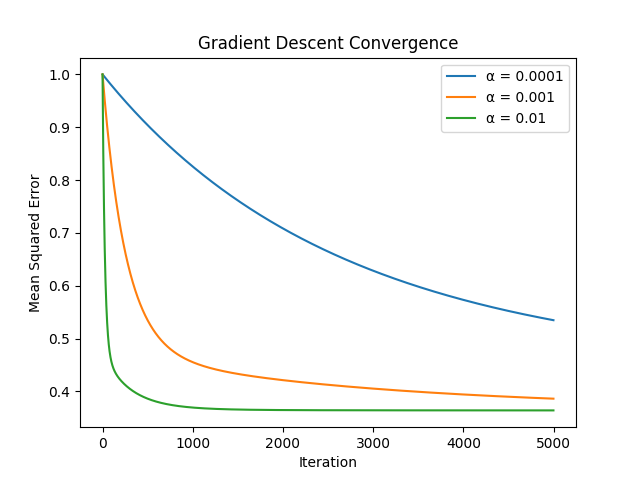 Gradient Descent Convergence
α = 0.0001
α = 0.001
α = 0.01
Mean Squared Error
1.0
0.9
0.8
0.7
0.6
0.5
0.4
0 1000 2000 3000 4000 5000
Iteration